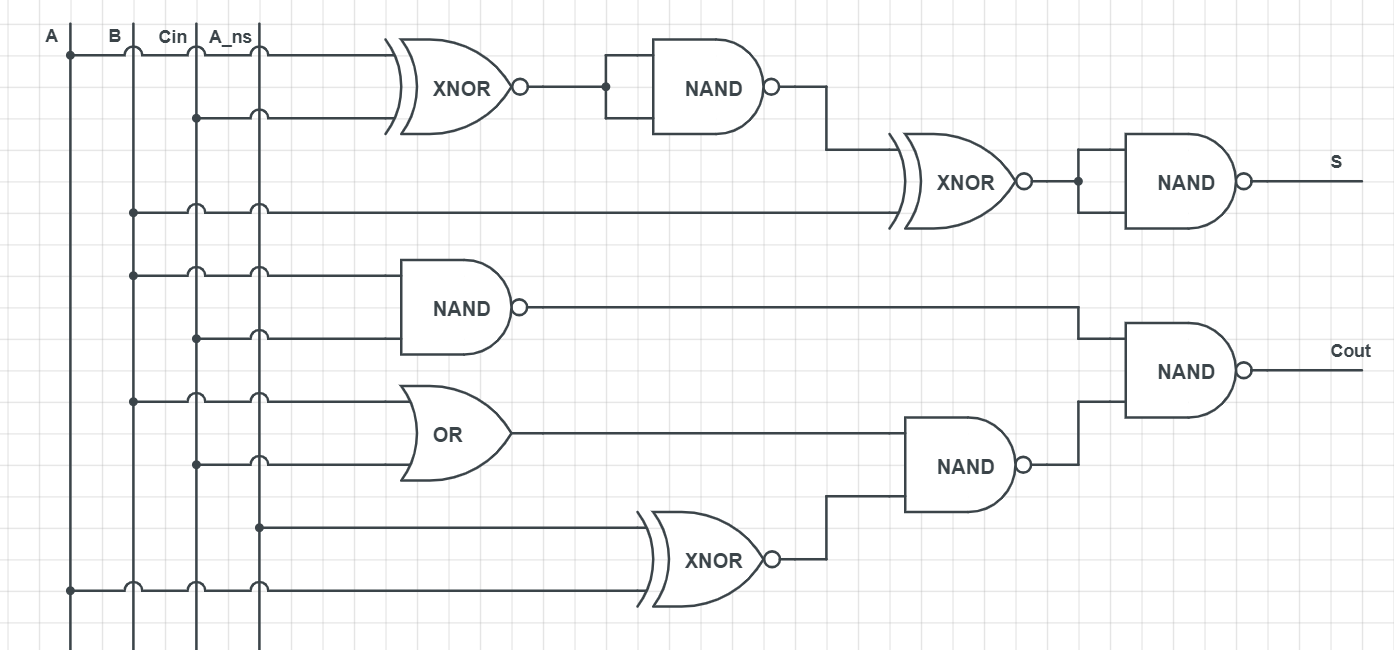 A B Cin A_ns
XNOR NAND
XNOR NAND S
NAND
NAND Cout
OR
NAND
XNOR